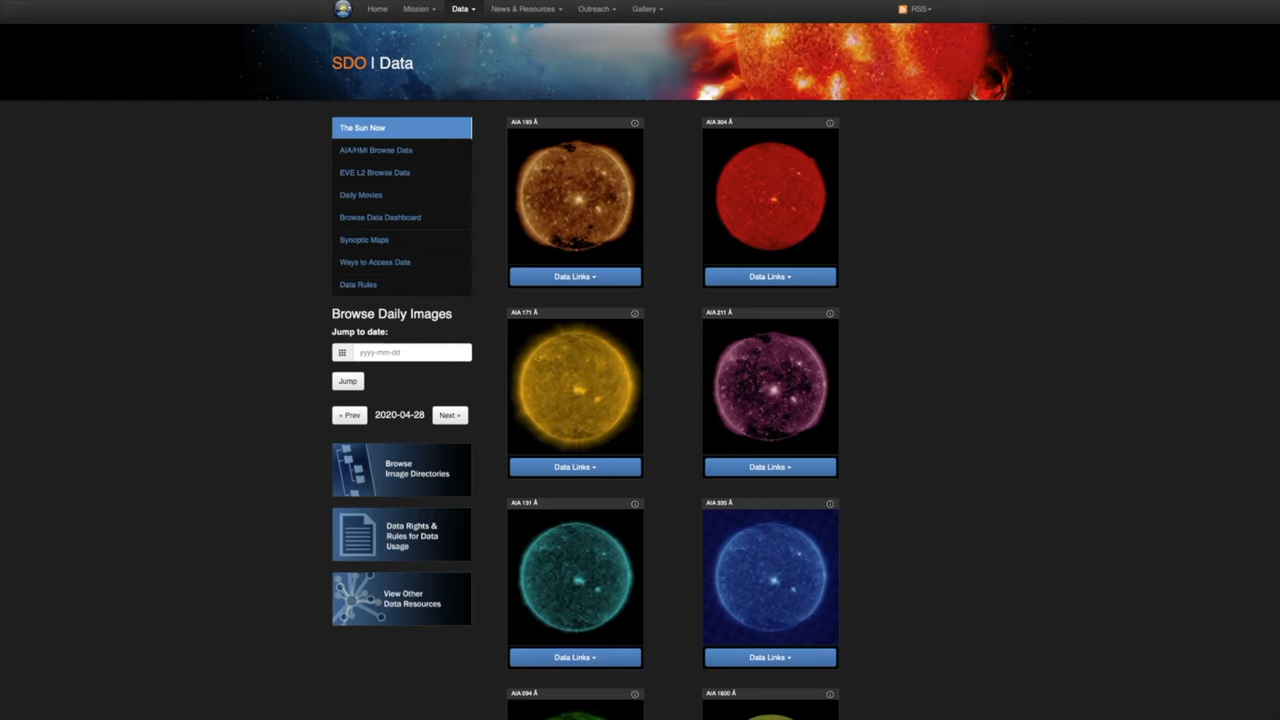 Home
Mission
Data
News & Resources
Outreach
Gallery
RSS
SDO | Data
The Sun Now
AIA/HMI Browse Data
EVE L2 Browse Data
Daily Movies
Browse Data Dashboard
Synoptic Maps
Ways to Access Data
Data Rules
Browse Daily Images
Jump to date:
yyyy-mm-dd
Jump
« Prev
2020-04-28
Next »
Browse
Image Directories
Data Rights &
Rules for Data
Usage
View Other
Data Resources
AIA 193 Å
AIA 304 Å
Data Links
Data Links
AIA 171 Å
AIA 211 Å
Data Links
Data Links
AIA 131 Å
AIA 335 Å
Data Links
Data Links
AIA 094 Å
AIA 1600 Å